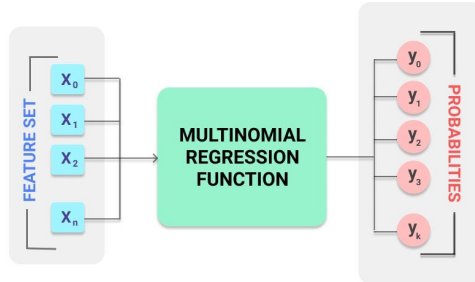 FEATURE SET
X0
X1
X2
Xn
MULTINOMIAL
REGRESSION
FUNCTION
y0
y1
y2
y3
yk
PROBABILITIES